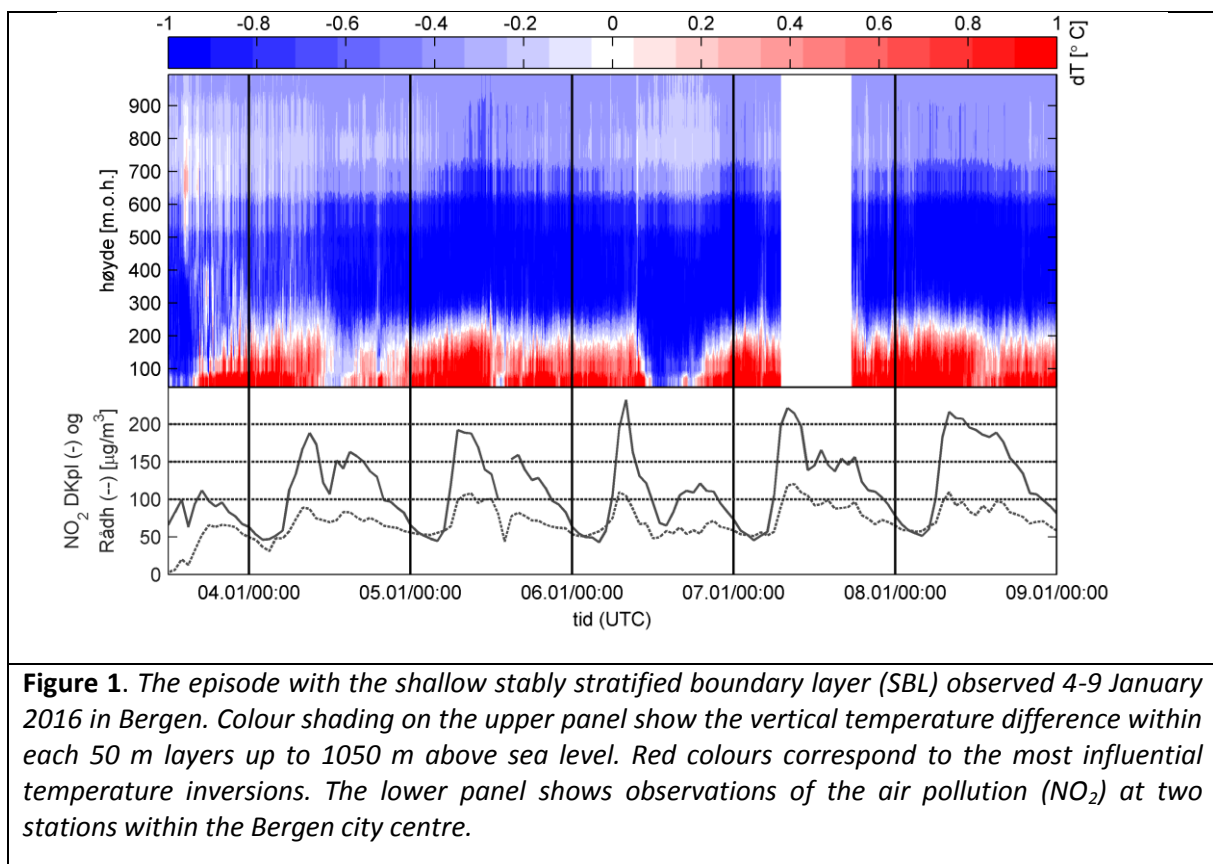 -1 -0.8 -0.6 -0.4 -0.2 0 0.2 0.4 0.6 0.8 1
dT [° C]
høyde [m.o.h.]
900
800
700
600
500
400
300
200
100
NO2 DKpl (-) og
Rådh (--) [µg/m3]
200
150
100
50
0
04.01/00:00 05.01/00:00 06.01/00:00 07.01/00:00 08.01/00:00 09.01/00:00
tid (UTC)
Figure 1. The episode with the shallow stably stratified boundary layer (SBL) observed 4-9 January
2016 in Bergen. Colour shading on the upper panel show the vertical temperature difference within
each 50 m layers up to 1050 m above sea level. Red colours correspond to the most influential
temperature inversions. The lower panel shows observations of the air pollution (NO2) at two
stations within the Bergen city centre.